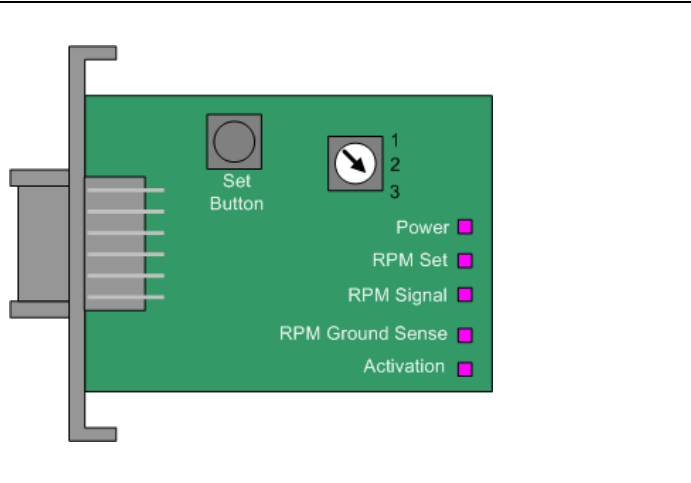 1
2
3
Set
Button
Power
RPM Set
RPM Signal
RPM Ground Sense
Activation